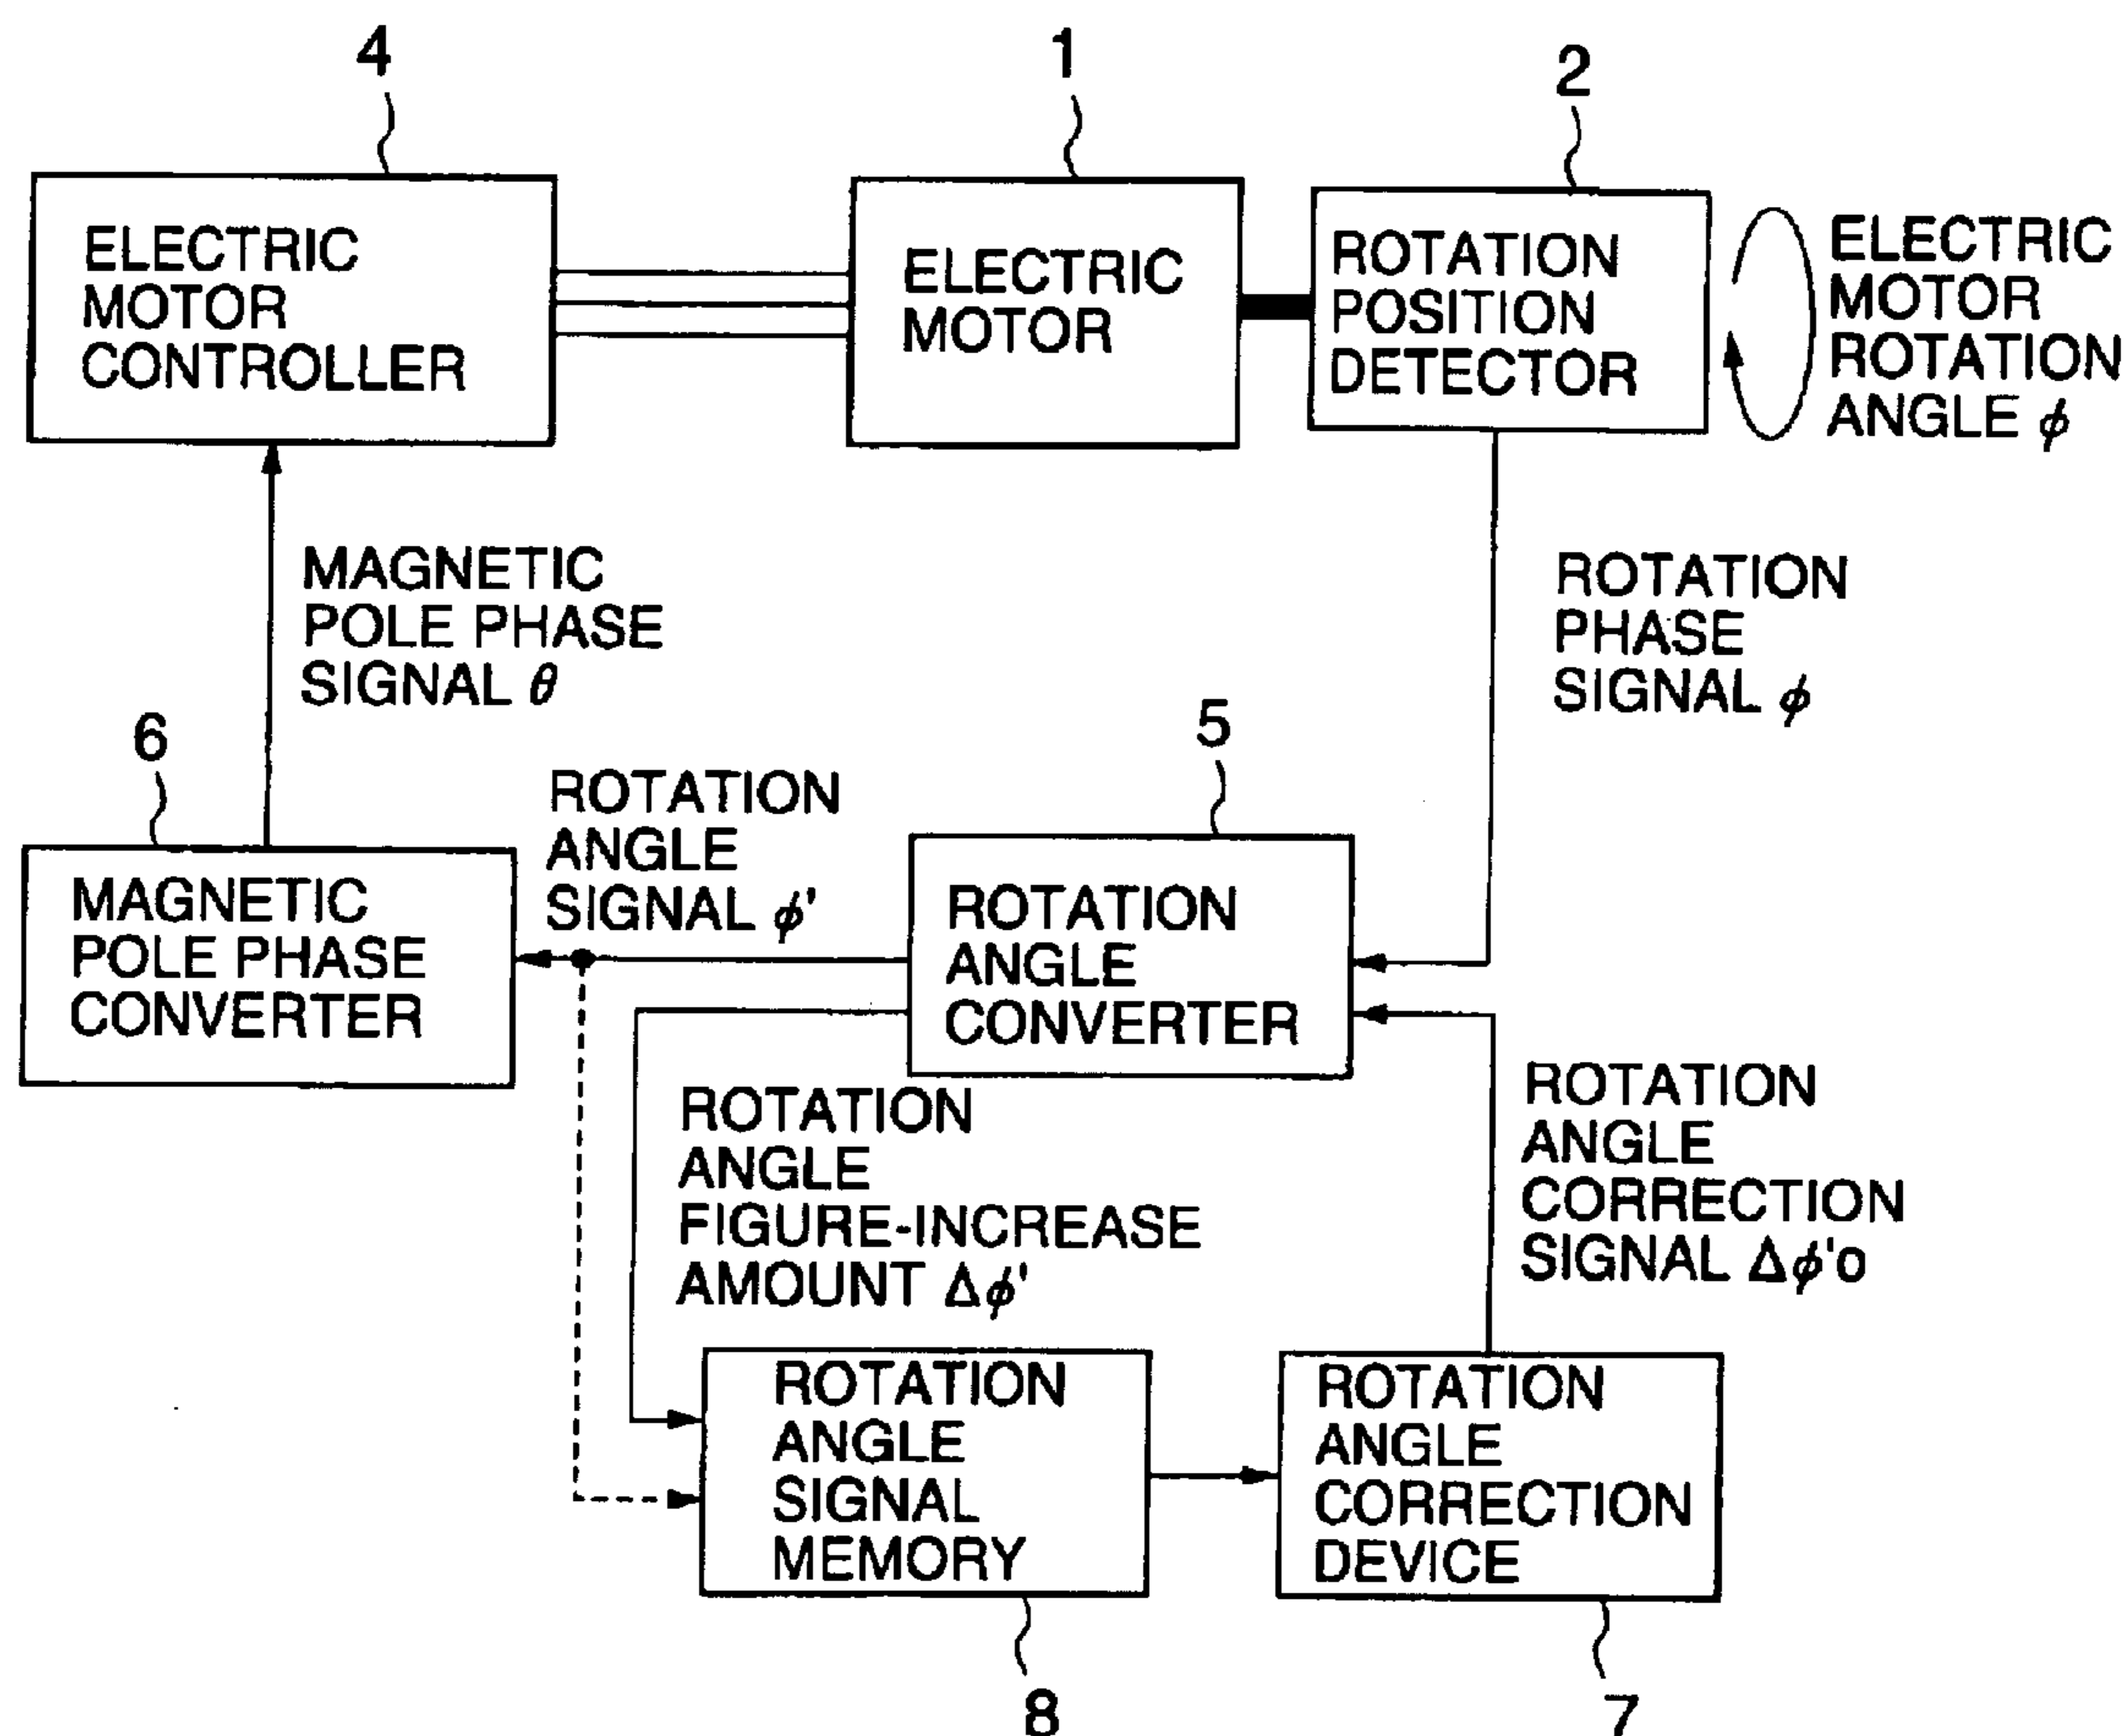 4
1
2
ELECTRIC
MOTOR
CONTROLLER
ELECTRIC
MOTOR
ROTATION
POSITION
DETECTOR
ELECTRIC
MOTOR
ROTATION
ANGLE ϕ
MAGNETIC
POLE PHASE
SIGNAL θ
ROTATION
PHASE
SIGNAL ϕ
6
5
ROTATION
ANGLE
SIGNAL ϕ'
MAGNETIC
POLE PHASE
CONVERTER
ROTATION
ANGLE
CONVERTER
ROTATION
ANGLE
FIGURE-INCREASE
AMOUNT Δϕ'
ROTATION
ANGLE
CORRECTION
SIGNAL Δϕ'o
ROTATION
ANGLE
SIGNAL
MEMORY
ROTATION
ANGLE
CORRECTION
DEVICE
8
7